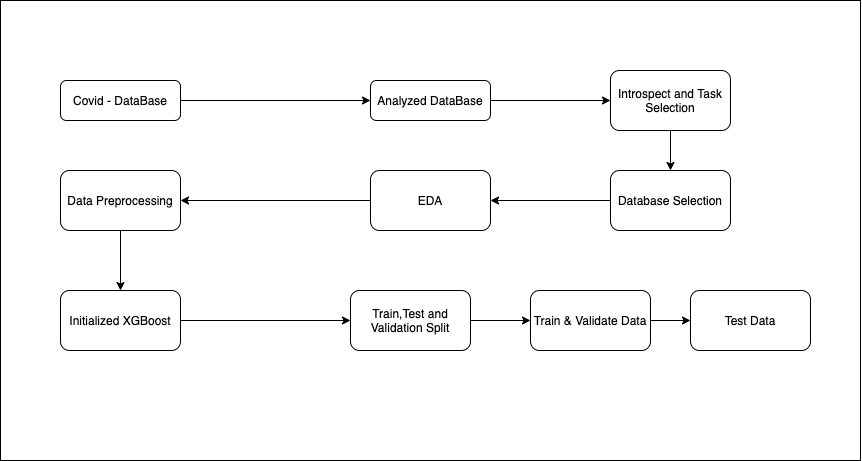 Covid - DataBase
Analyzed DataBase
Introspect and Task
Selection
Data Preprocessing
EDA
Database Selection
Initialized XGBoost
Train,Test and
Validation Split
Train & Validate Data
Test Data